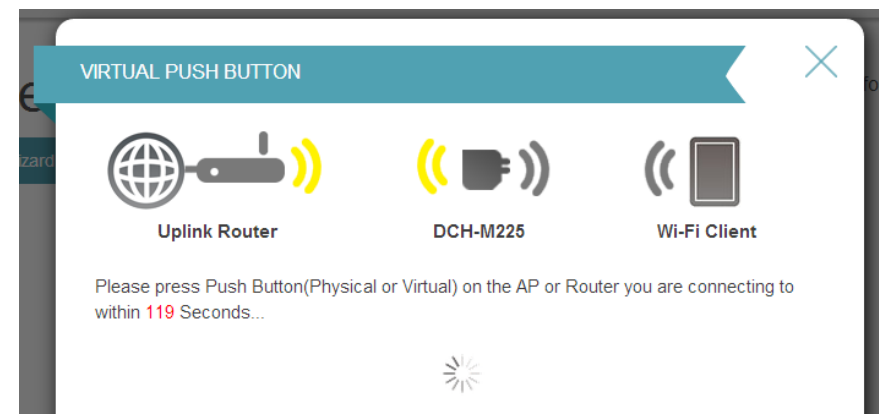 VIRTUAL PUSH BUTTON
Uplink Router
DCH-M225
Wi-Fi Client
Please press Push Button(Physical or Virtual) on the AP or Router you are connecting to
within 119 Seconds...